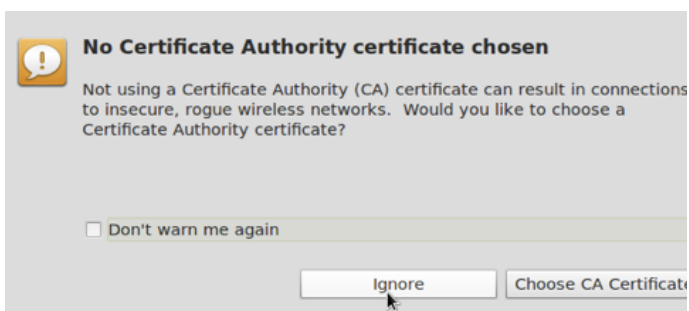 No Certificate Authority certificate chosen
Not using a Certificate Authority (CA) certificate can result in connections
to insecure, rogue wireless networks.  Would you like to choose a
Certificate Authority certificate?
Don't warn me again
Ignore
Choose CA Certificate